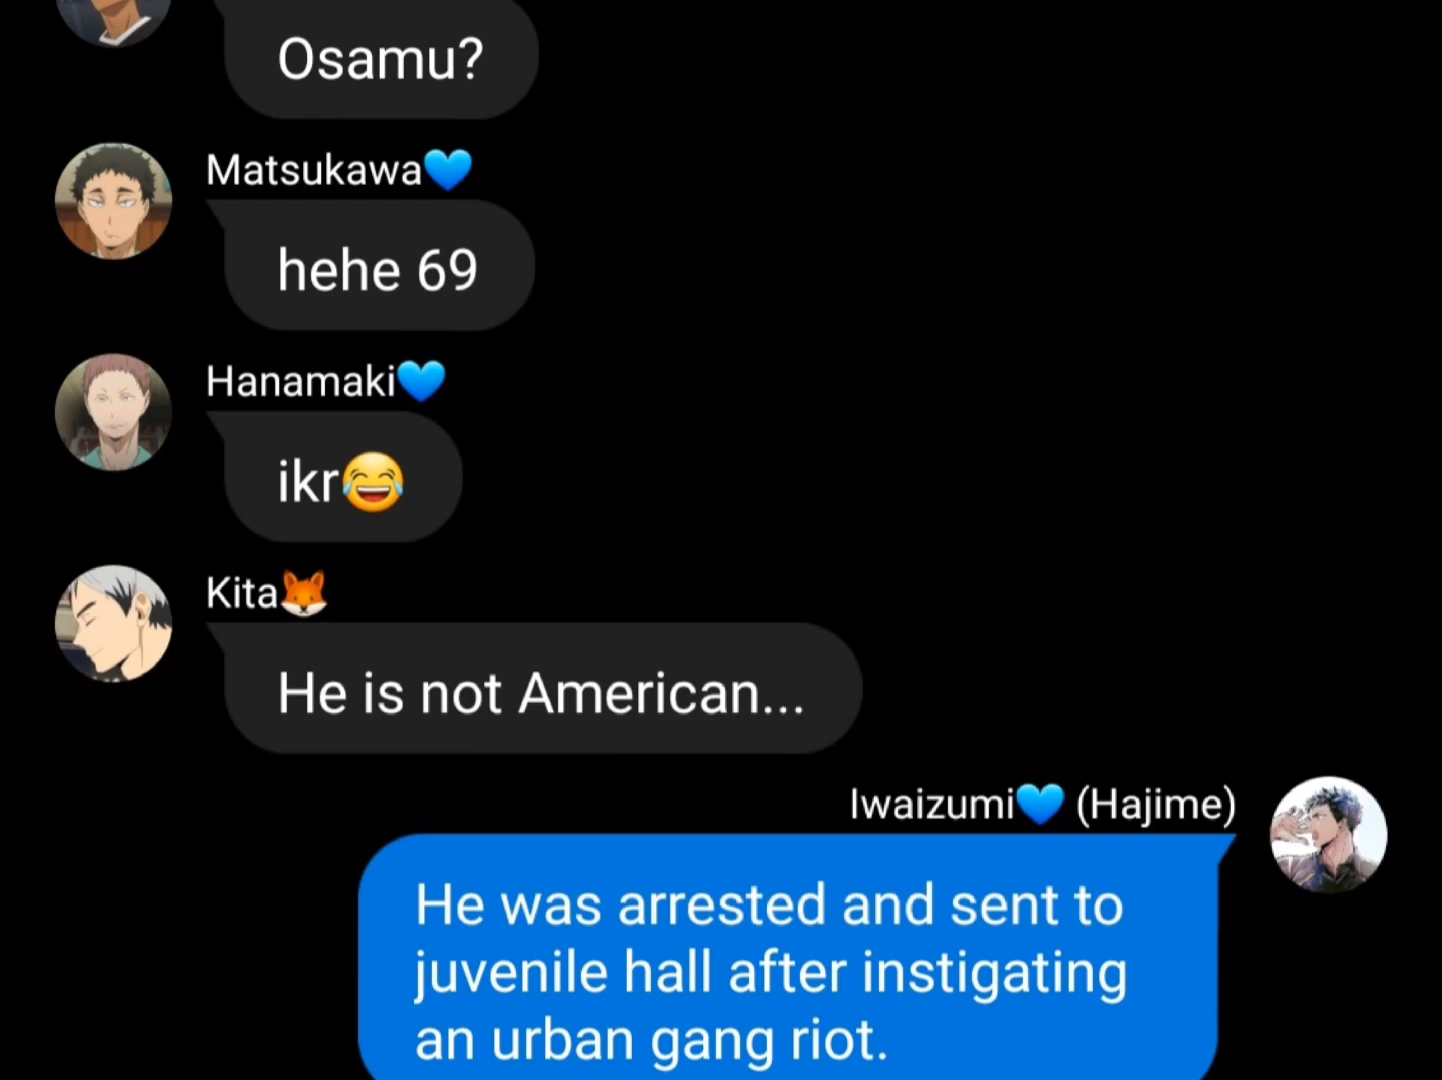 Osamu?
Matsukawa💙
hehe 69
Hanamaki💙
ikr😂
Kita🦊
He is not American...
Iwaizumi💙 (Hajime)
He was arrested and sent to
juvenile hall after instigating
an urban gang riot.